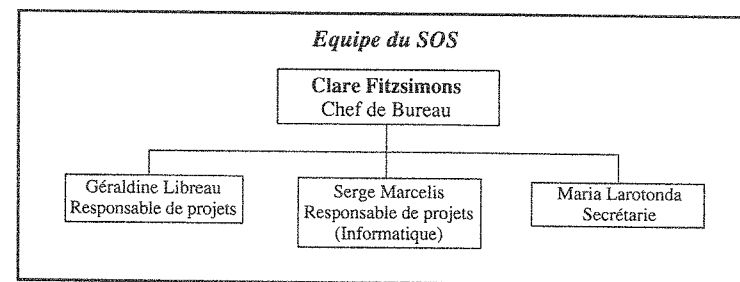 Equipe du SOS
Clare Fitzsimons
Chef de Bureau
Géraldine Libreau
Responsable de projets
Serge Marcelis
Responsable de projets
(Informatique)
Maria Larotonda
Secrétarie